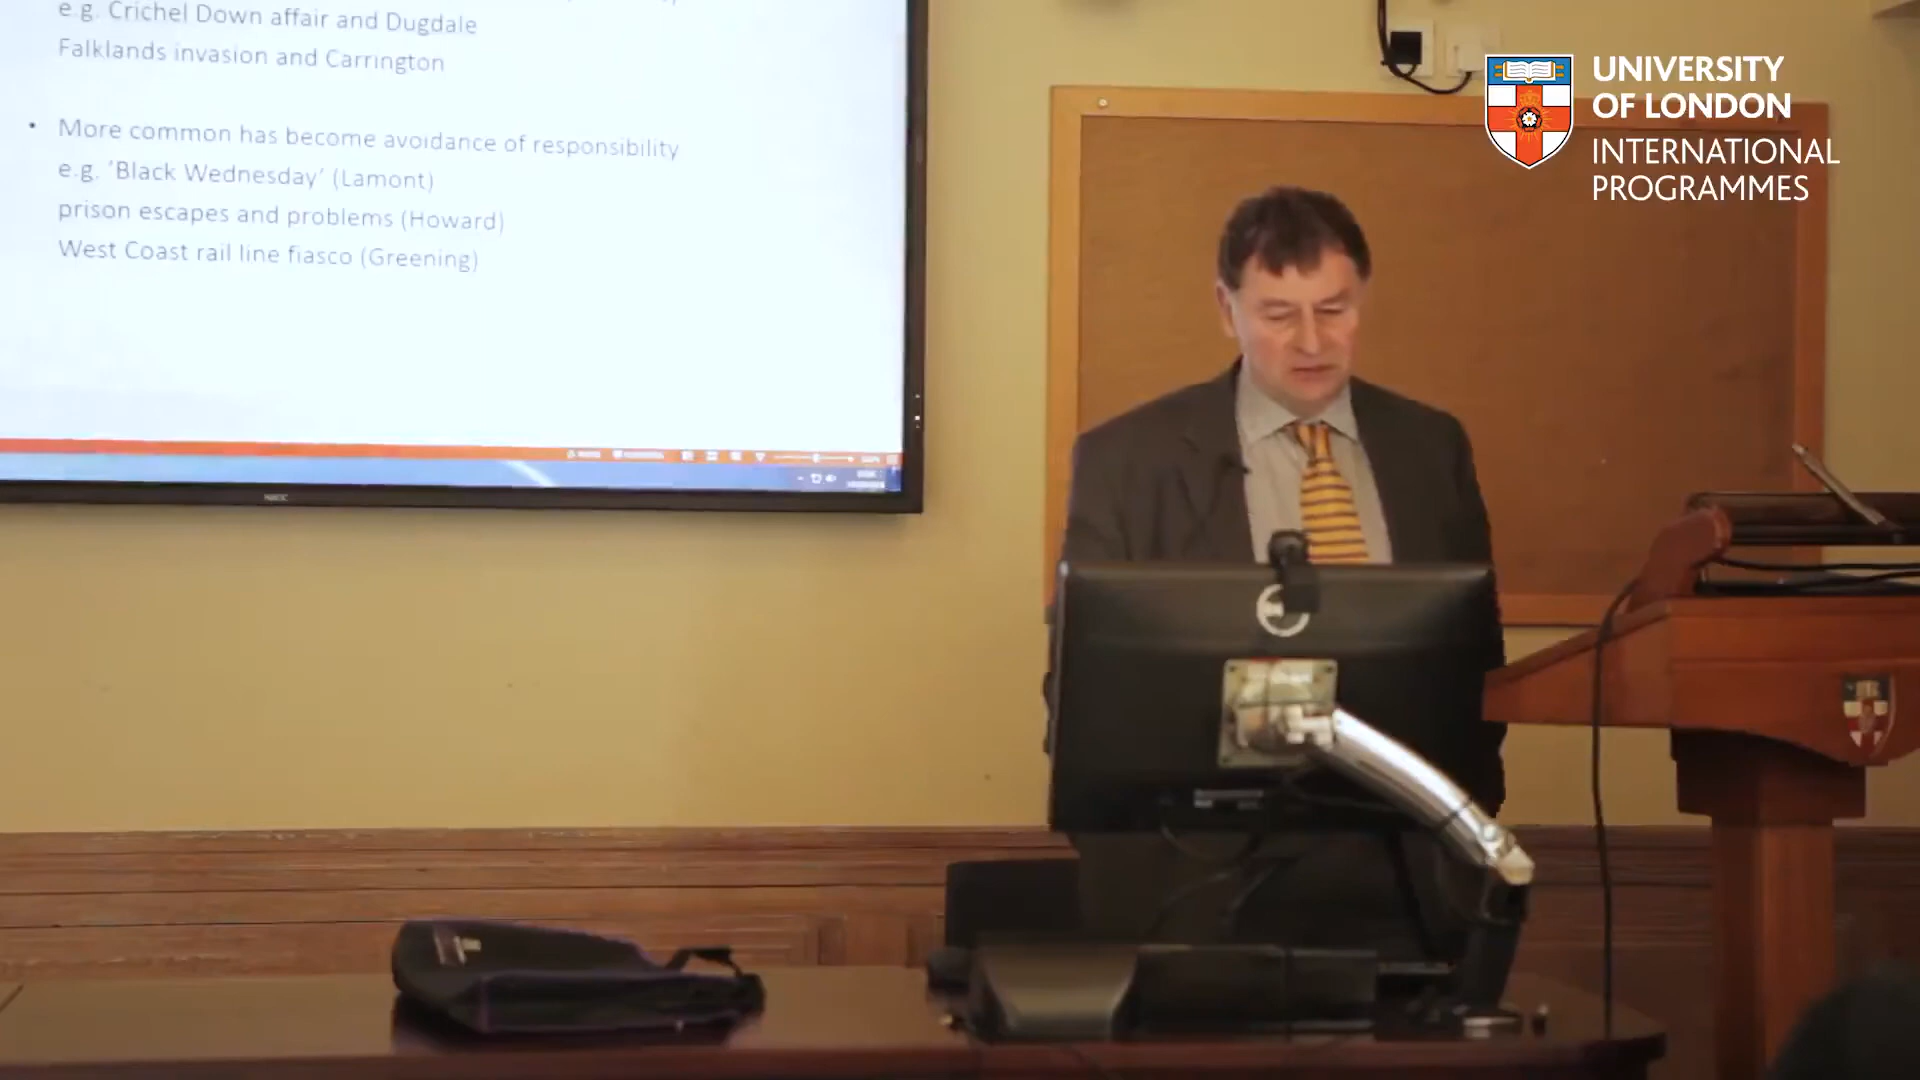 e.g. Crichel Down affair and Dugdale
Falklands invasion and Carrington
• More common has become avoidance of responsibility
e.g. 'Black Wednesday' (Lamont)
prison escapes and problems (Howard)
West Coast rail line fiasco (Greening)
NEC
UNIVERSITY
OF LONDON
INTERNATIONAL
PROGRAMMES